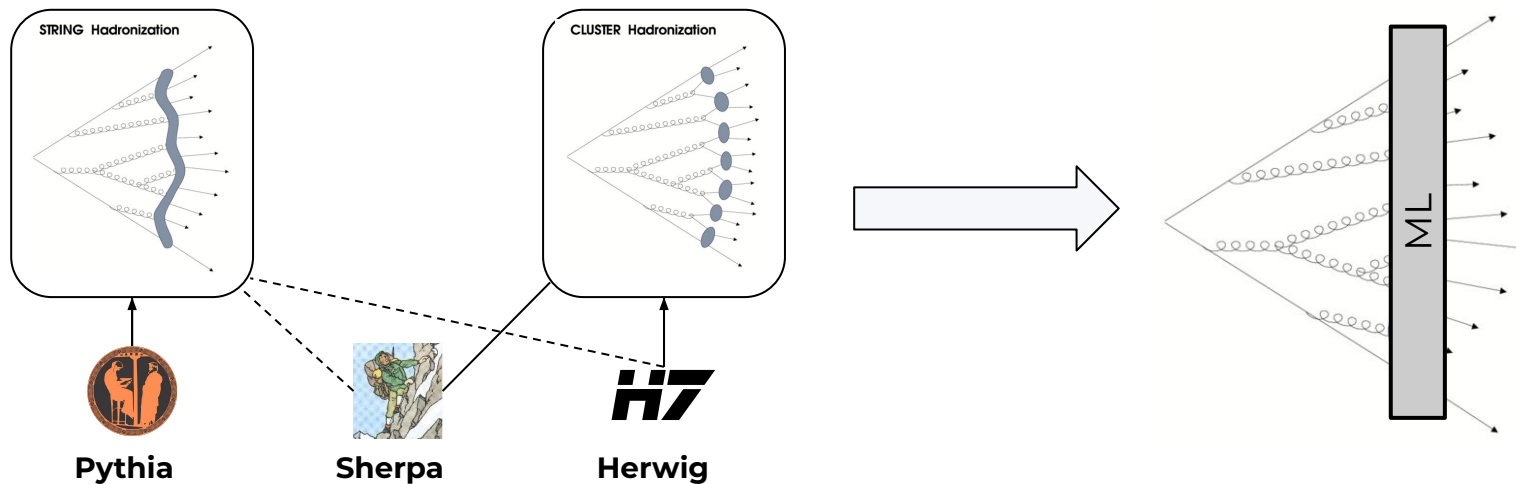 STRING Hadronization
CLUSTER Hadronization
ML
H7
Pythia
Sherpa
Herwig